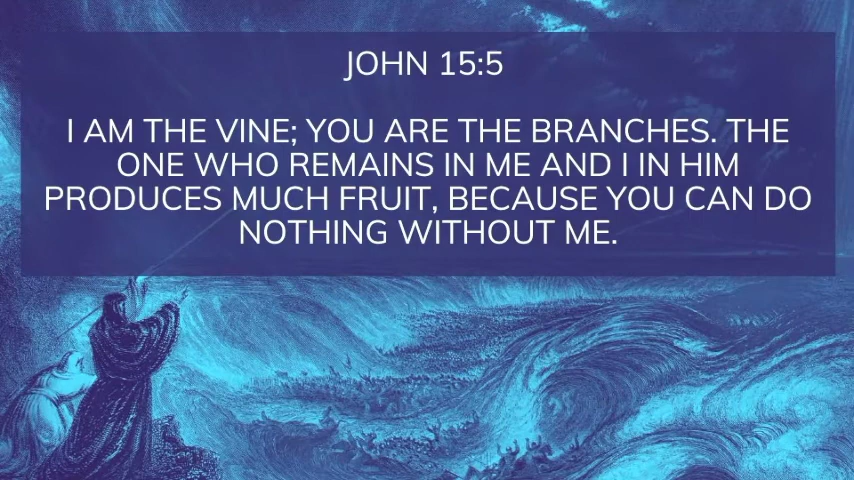 JOHN 15:5
I AM THE VINE; YOU ARE THE BRANCHES. THE
ONE WHO REMAINS IN ME AND I IN HIM
PRODUCES MUCH FRUIT, BECAUSE YOU CAN DO
NOTHING WITHOUT ME.